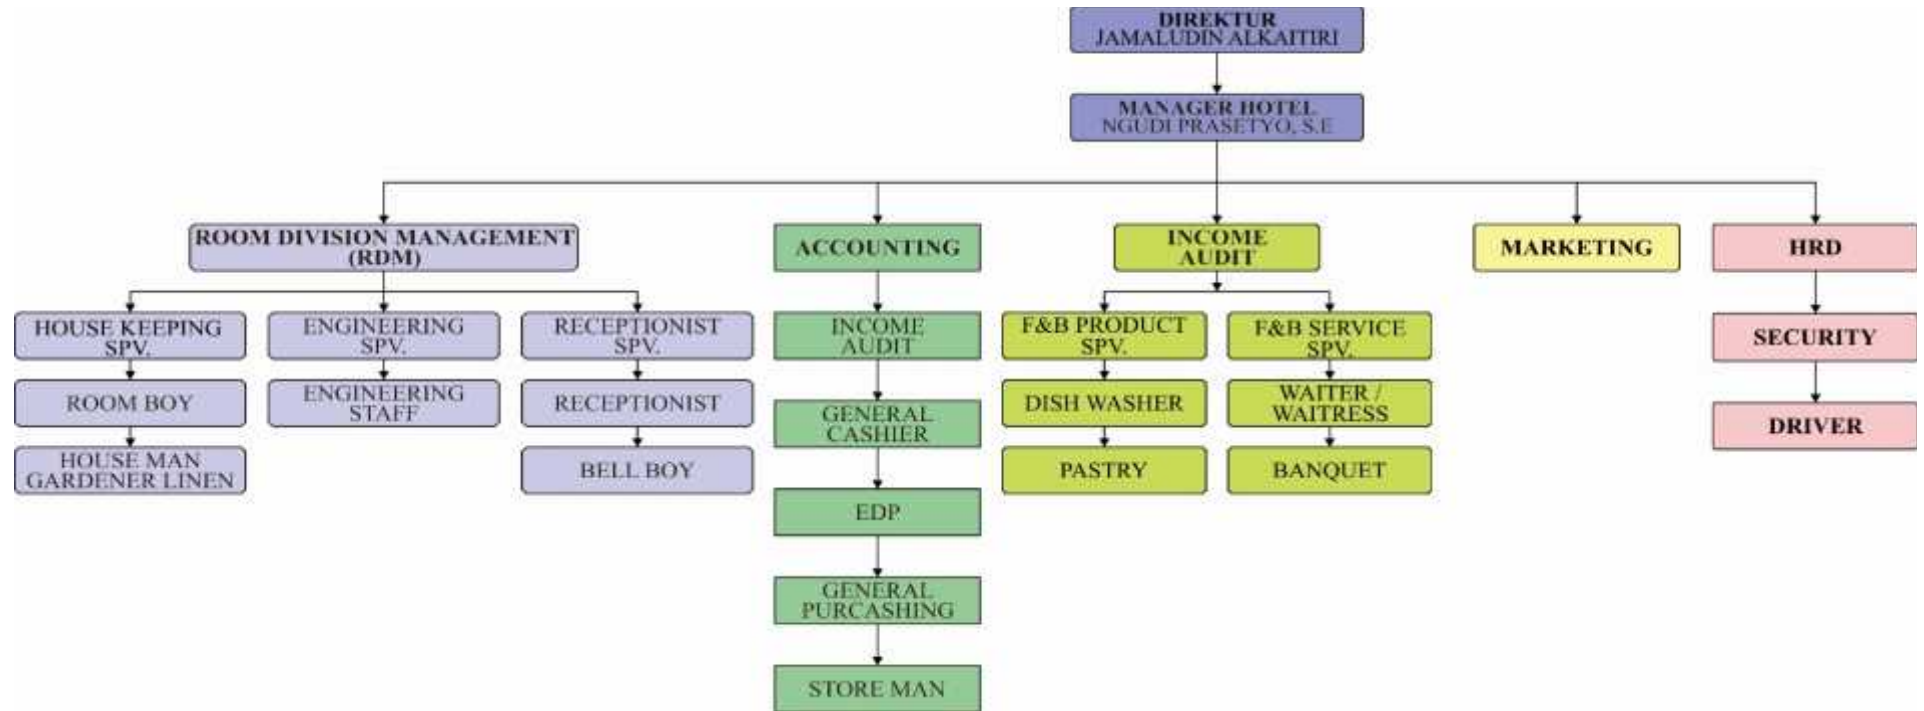 DIREKTUR
JAMALUDIN ALKAITIRI
MANAGER HOTEL
NGUDI PRASETYO, S.E
ROOM DIVISION MANAGEMENT
(RDM)
ACCOUNTING
INCOME
AUDIT
MARKETING
HRD
HOUSE KEEPING
SPV.
ENGINEERING
SPV.
RECEPTIONIST
SPV.
INCOME
AUDIT
F&B PRODUCT
SPV.
F&B SERVICE
SPV.
SECURITY
ROOM BOY
ENGINEERING
STAFF
RECEPTIONIST
GENERAL
CASHIER
DISH WASHER
WAITER /
WAITRESS
DRIVER
HOUSE MAN
GARDENER LINEN
BELL BOY
PASTRY
BANQUET
EDP
GENERAL
PURCASHING
STORE MAN